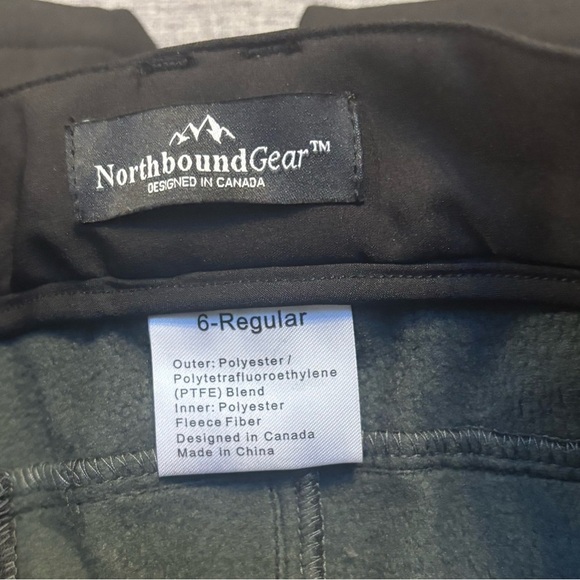 NorthboundGear™
DESIGNED IN CANADA
6-Regular
Outer: Polyester /
Polytetrafluoroethylene
(PTFE) Blend
Inner: Polyester
Fleece Fiber
Designed in Canada
Made in China